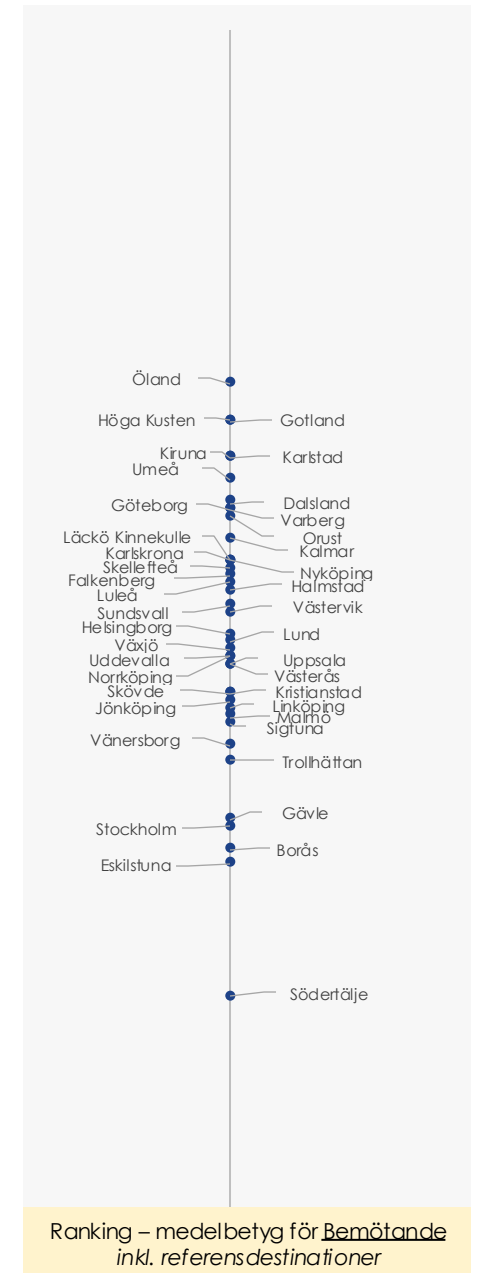 Öland
Höga Kusten
Gotland
Kiruna
Karlstad
Umeå
Göteborg
Dalsland
Varberg
Orust
Läckö Kinnekulle
Kalmar
Karlskrona
Skellefteå
Nyköping
Falkenberg
Halmstad
Luleå
Västervik
Sundsvall
Helsingborg
Lund
Växjö
Uddevalla
Uppsala
Norrköping
Västerås
Skövde
Kristianstad
Jönköping
Linköping
Malmö
Sigtuna
Vänersborg
Trollhättan
Gävle
Stockholm
Borås
Eskilstuna
Södertälje
Ranking – medelbetyg för Bemötande
inkl. referensdestinationer